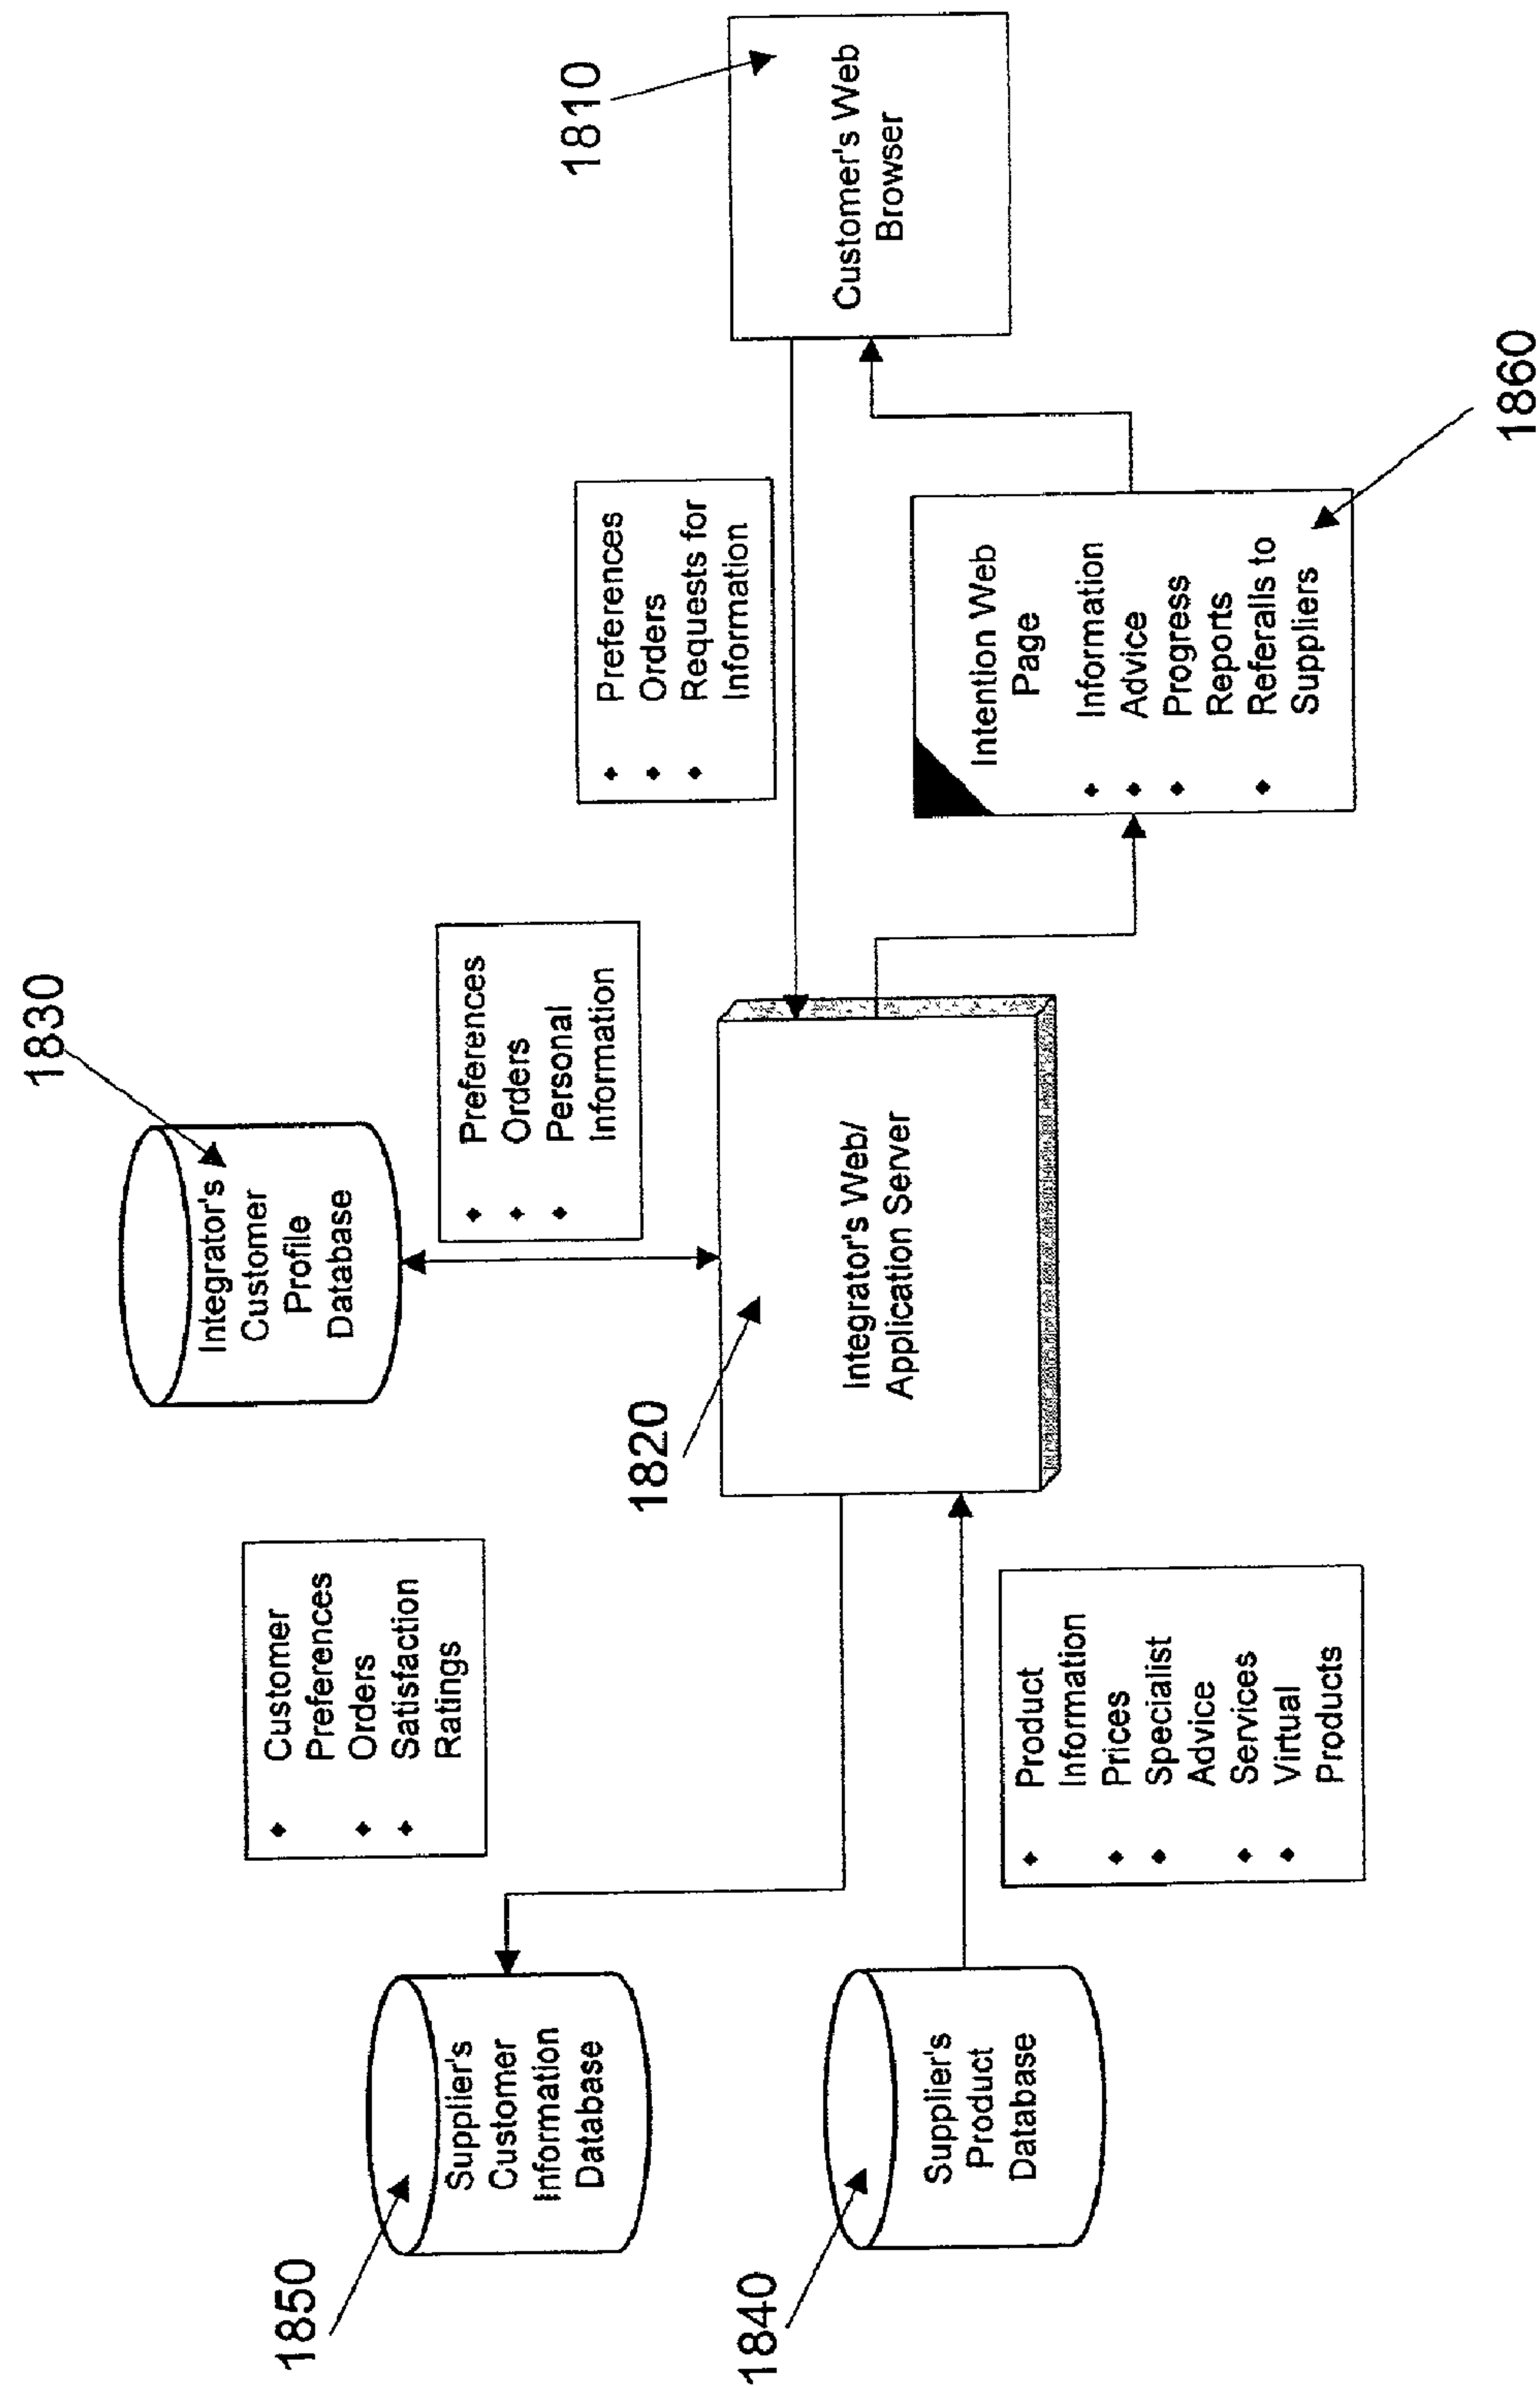 1830
Integrator's
Customer
Profile
Database
1850
Supplier's
Customer
Information
Database
♦ Customer
Preferences
♦ Orders
♦ Satisfaction
Ratings
♦ Preferences
♦ Orders
♦ Personal
Information
♦ Preferences
♦ Orders
♦ Requests for
Information
1810
Customer's Web
Browser
1820
Integrator's Web/
Application Server
1840
Supplier's
Product
Database
♦ Product
Information
♦ Prices
♦ Specialist
Advice
♦ Services
♦ Virtual
Products
Intention Web
Page
♦ Information
♦ Advice
♦ Progress
Reports
♦ Referalls to
Suppliers
1860